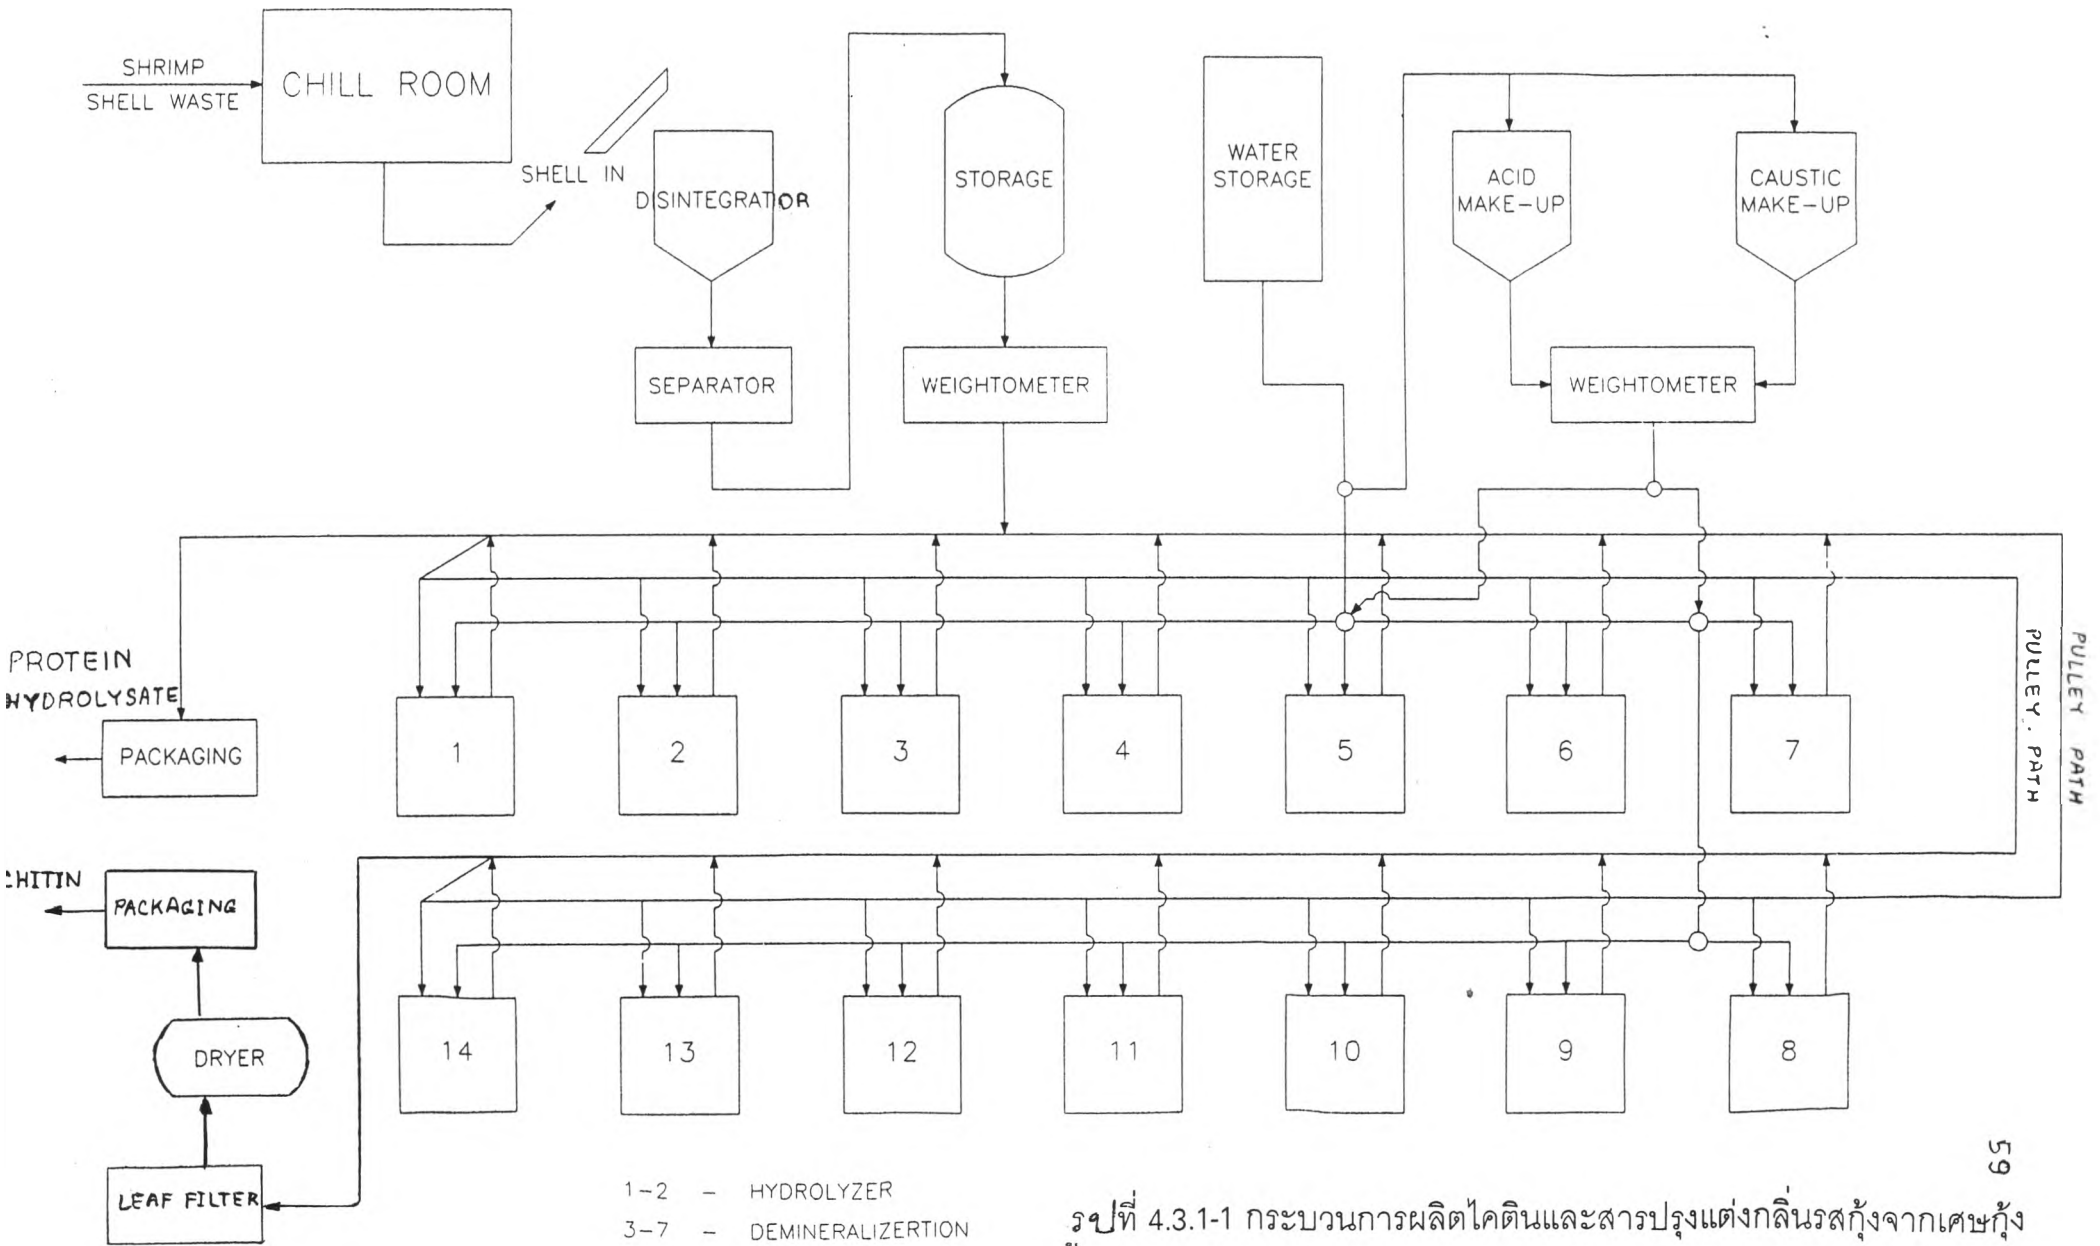 SHRIMP
SHELL WASTE
CHILL ROOM
SHELL IN
DISINTEGRATOR
STORAGE
WATER
STORAGE
ACID
MAKE-UP
CAUSTIC
MAKE-UP
SEPARATOR
WEIGHTOMETER
WEIGHTOMETER
PROTEIN
HYDROLYSATE
PACKAGING
1
2
3
4
5
6
7
PULLEY. PATH
PULLEY PATH
CHITIN
PACKAGING
DRYER
LEAF FILTER
14
13
12
11
10
9
8
1-2 - HYDROLYZER
3-7 - DEMINERALIZERTION
59
รูปที่ 4.3.1-1 กระบวนการผลิตไคตินและสารปรุงแต่งกลิ่นรสกุ้งจากเศษกุ้ง